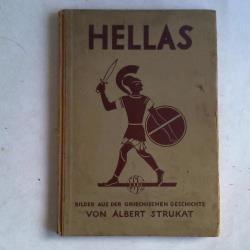 HELLAS
BILDER AUS DER GRIECHISCHEN GESCHICHTE
VON ALBERT STRUKAT